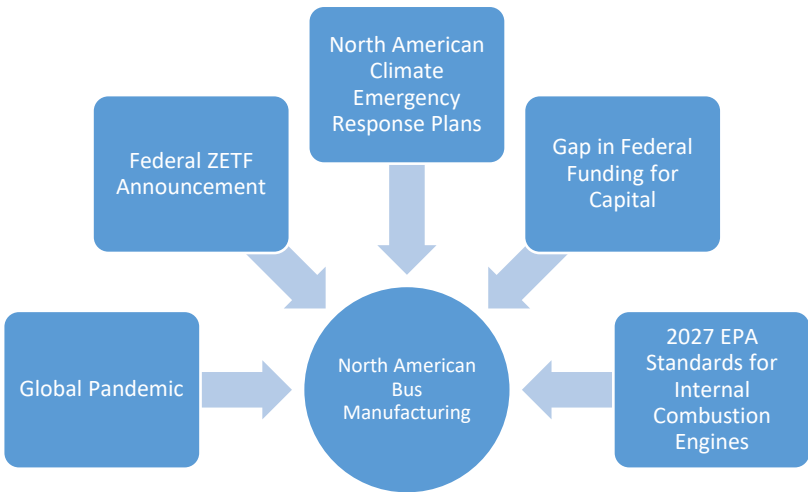 North American
Climate
Emergency
Response Plans
Federal ZETF
Announcement
Gap in Federal
Funding for
Capital
Global Pandemic
North American
Bus
Manufacturing
2027 EPA
Standards for
Internal
Combustion
Engines